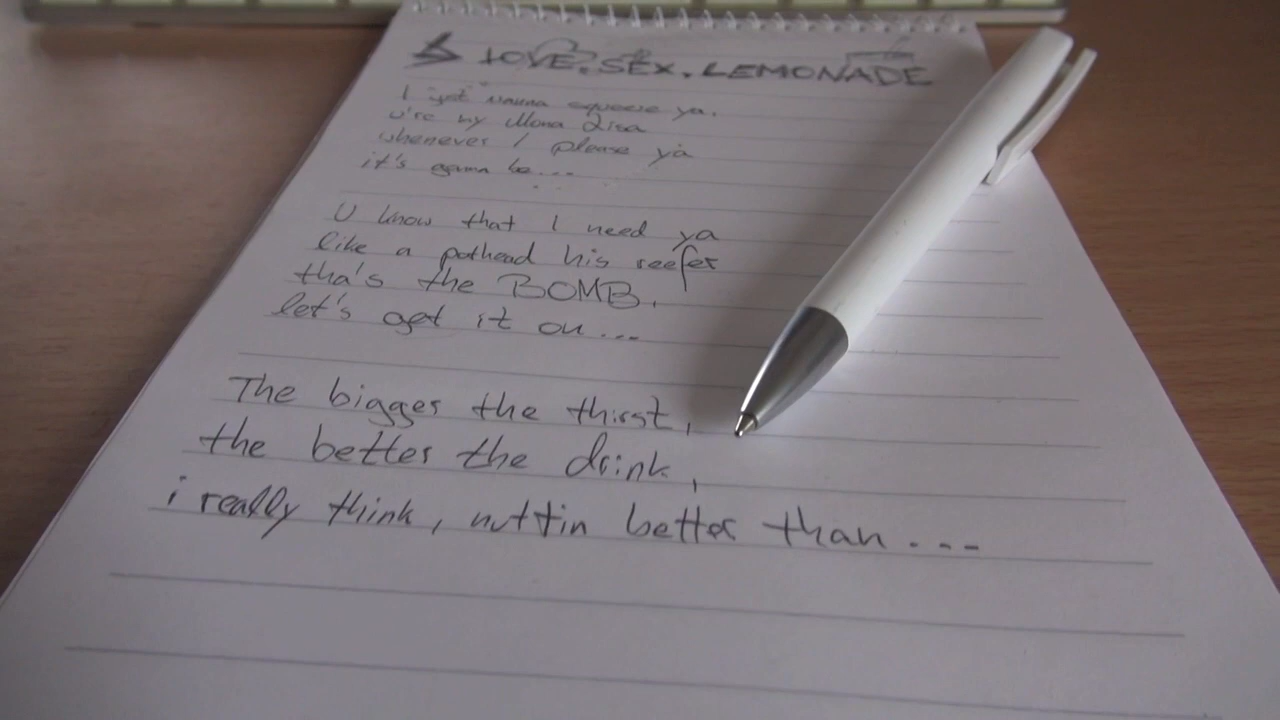 LOVE.SEX.LEMONADE
I just wanna squeeze ya.
u're my Mona Lisa
whenever I please ya
it's gonna be...
U know that I need ya
like a pothead his reefer
tha's the BOMB.
let's get it on...
The bigger the thirst,
the better the drink,
i really think, nuttin better than...